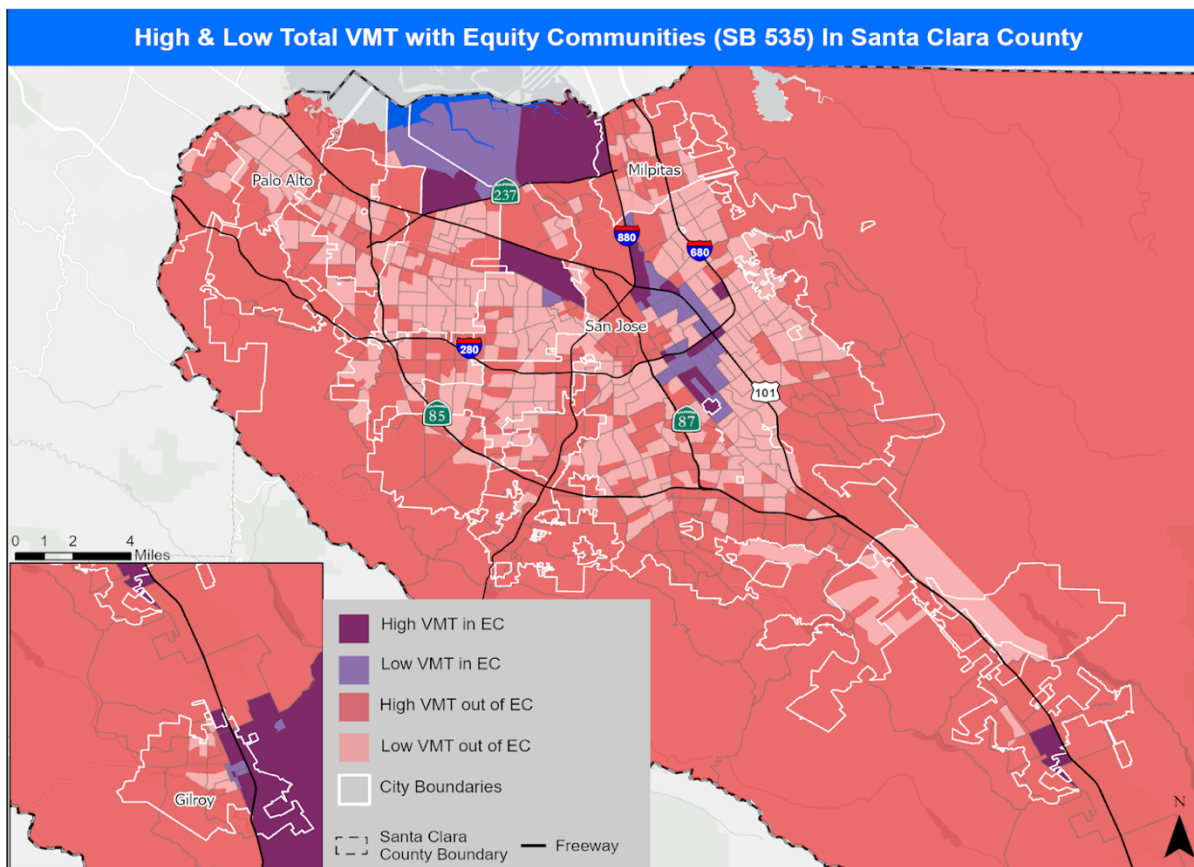 High & Low Total VMT with Equity Communities (SB 535) In Santa Clara County
Palo Alto
Milpitas
237
880
680
San Jose
280
101
85
87
0 1 2 4
Miles
Gilroy
High VMT in EC
Low VMT in EC
High VMT out of EC
Low VMT out of EC
City Boundaries
Santa Clara
County Boundary
Freeway
N